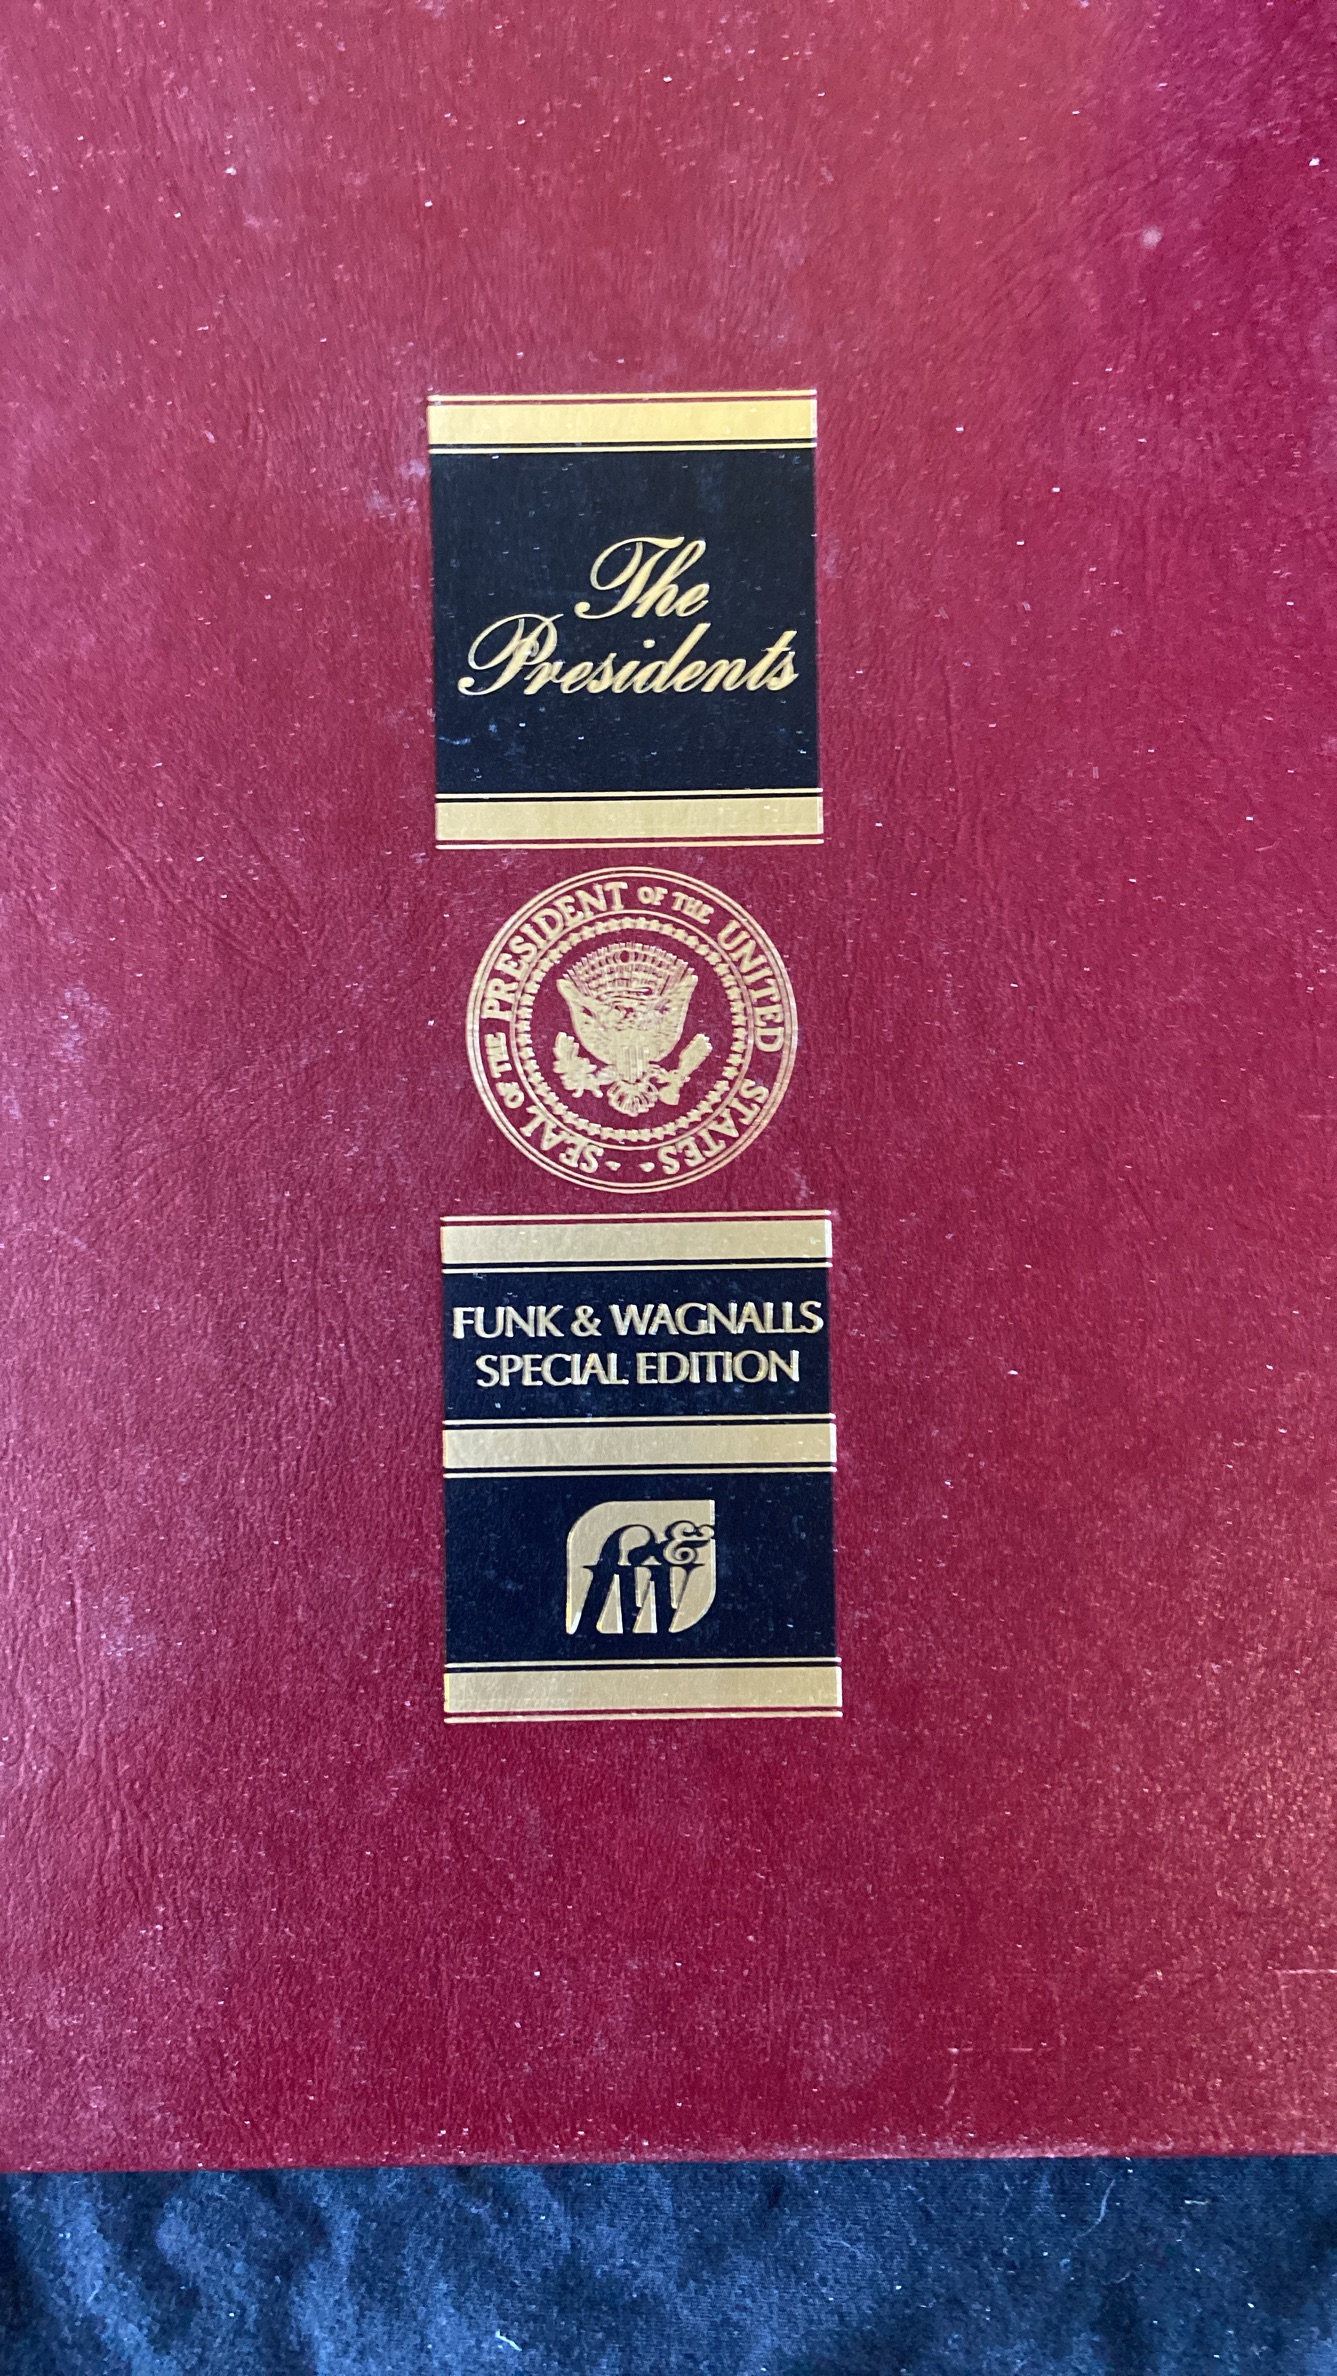 The
Presidents
SEAL OF THE PRESIDENT OF THE UNITED STATES
FUNK & WAGNALLS
SPECIAL EDITION
f&w